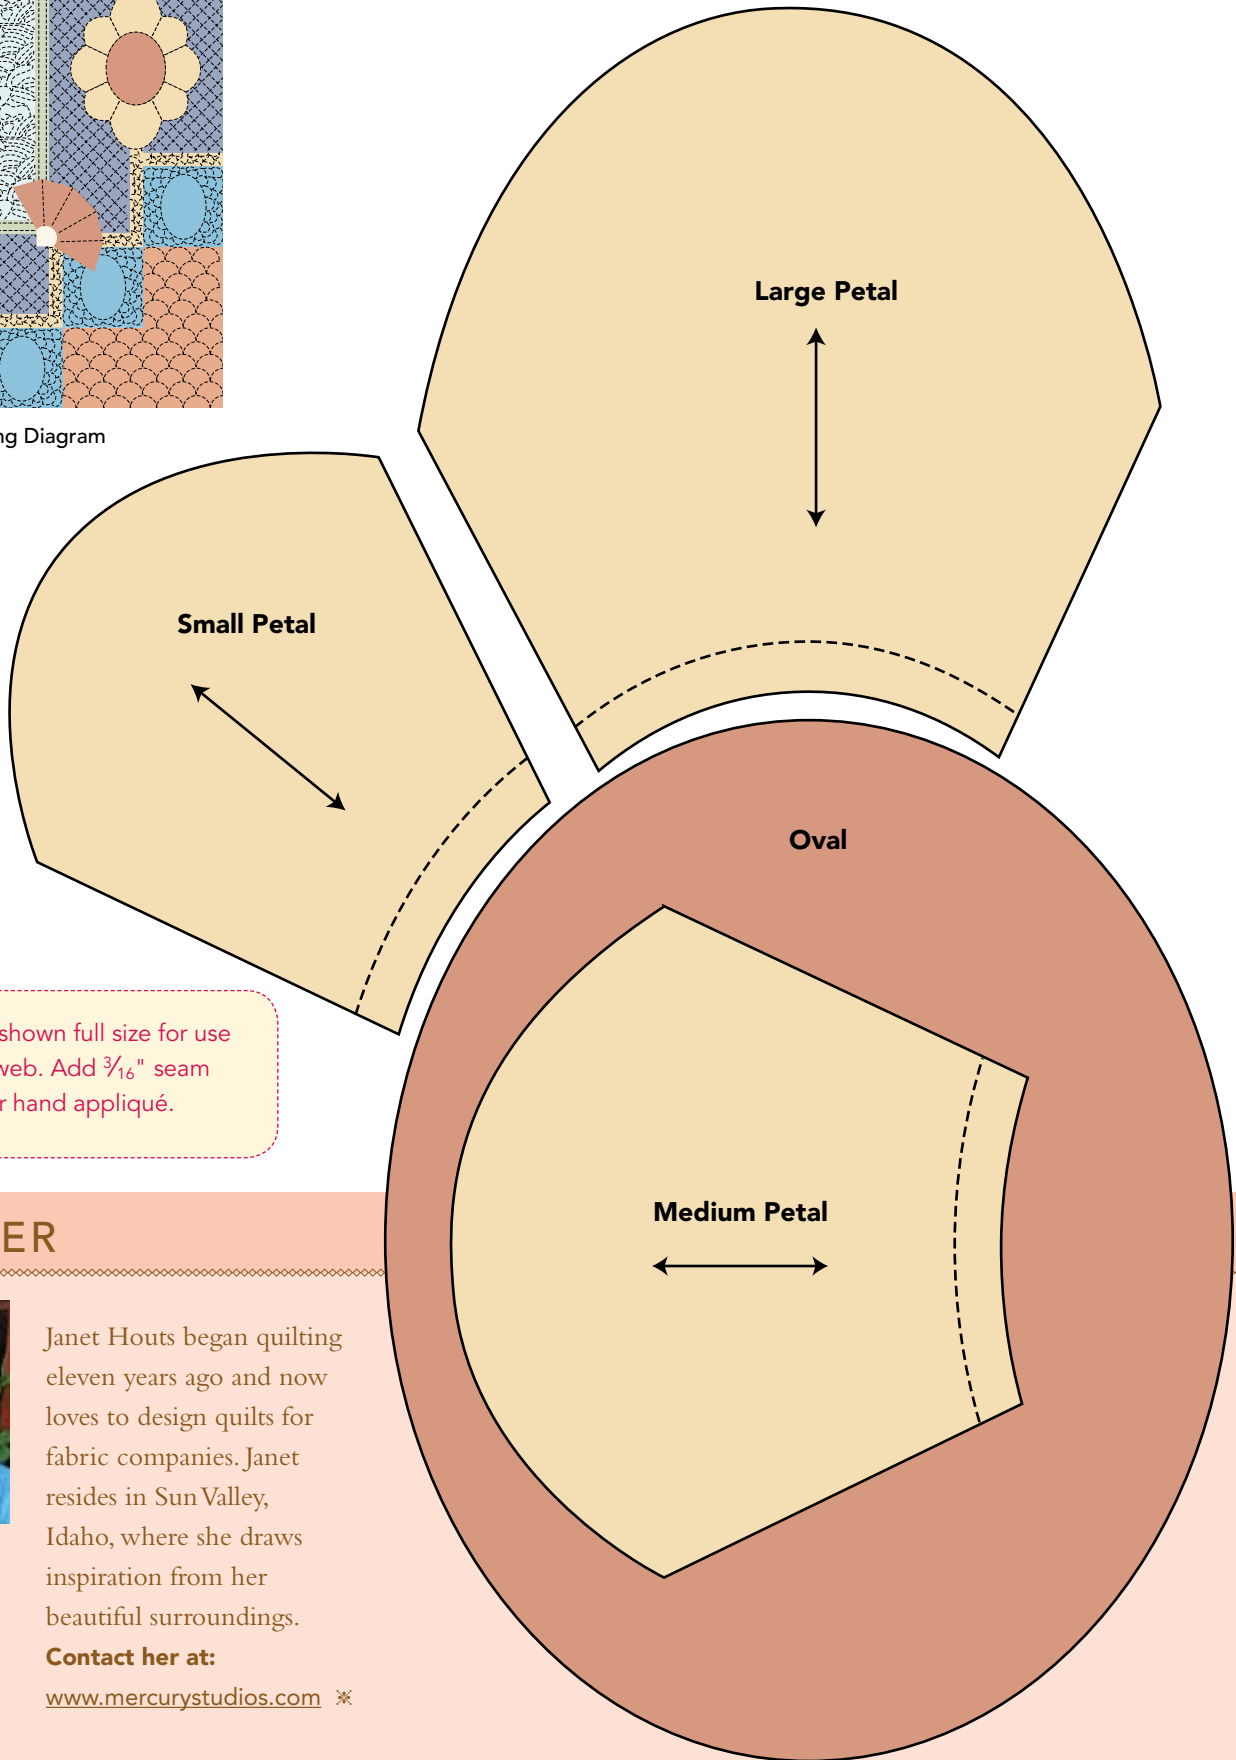 Large Petal
ng Diagram
Small Petal
Oval
shown full size for use
web. Add 3⁄16" seam
r hand appliqué.
Medium Petal
ER
Janet Houts began quilting
eleven years ago and now
loves to design quilts for
fabric companies. Janet
resides in Sun Valley,
Idaho, where she draws
inspiration from her
beautiful surroundings.
Contact her at:
www.mercurystudios.com